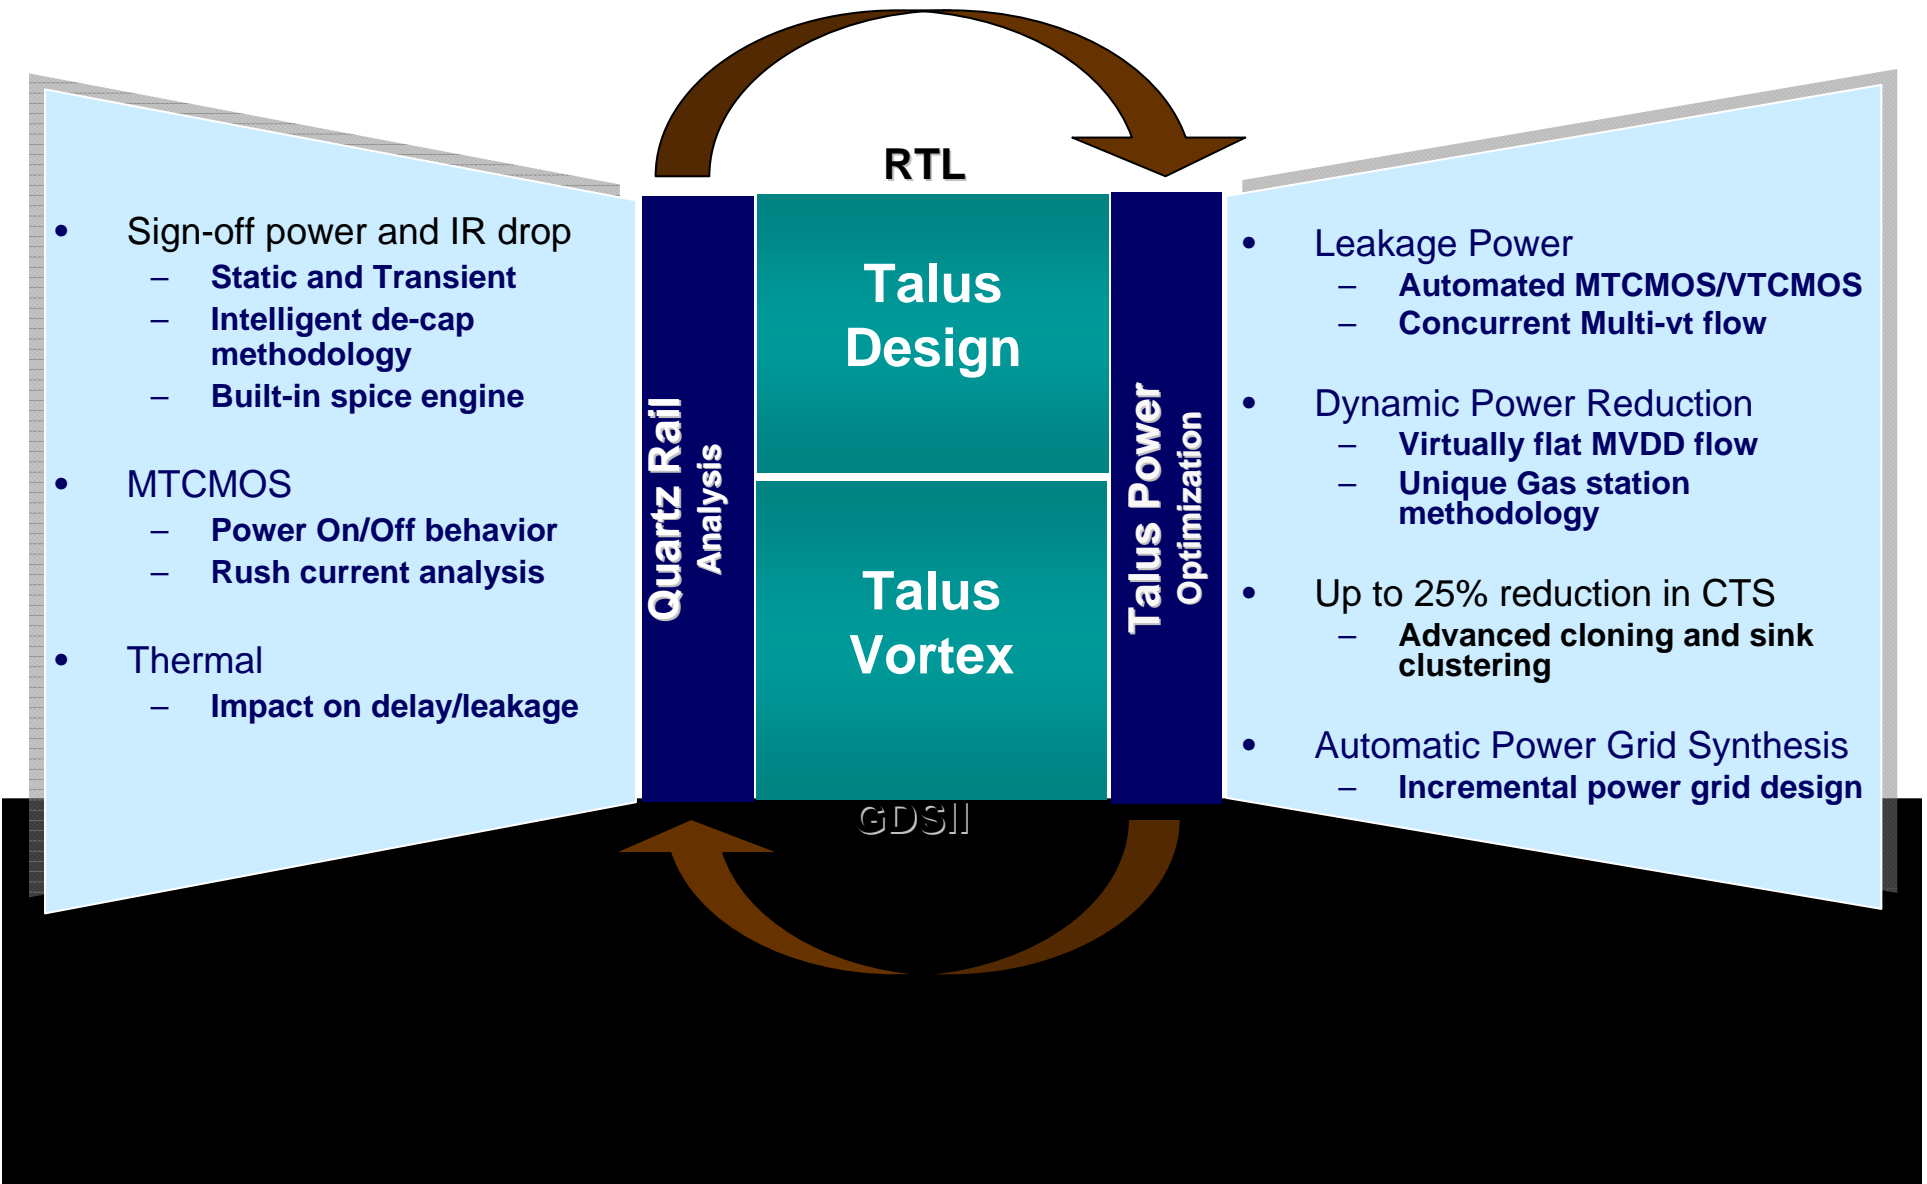 RTL
• Sign-off power and IR drop
– Static and Transient
– Intelligent de-cap
methodology
– Built-in spice engine
• MTCMOS
– Power On/Off behavior
– Rush current analysis
• Thermal
– Impact on delay/leakage
Quartz Rail
Analysis
Talus
Design
Talus
Vortex
Talus Power
Optimization
• Leakage Power
– Automated MTCMOS/VTCMOS
– Concurrent Multi-vt flow
• Dynamic Power Reduction
– Virtually flat MVDD flow
– Unique Gas station
methodology
• Up to 25% reduction in CTS
– Advanced cloning and sink
clustering
• Automatic Power Grid Synthesis
– Incremental power grid design
GDSII